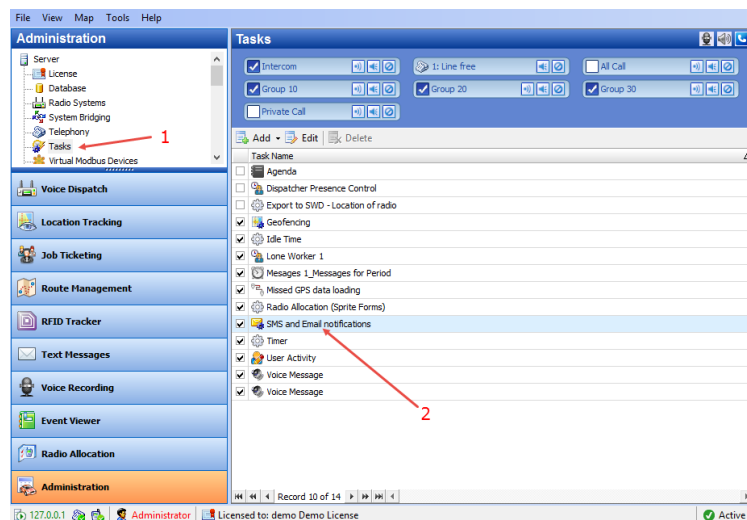 File View Map Tools Help
Administration
Server
License
Database
Radio Systems
System Bridging
Telephony
Tasks
Virtual Modbus Devices
1
Voice Dispatch
Location Tracking
Job Ticketing
Route Management
RFID Tracker
Text Messages
Voice Recording
Event Viewer
Radio Allocation
Administration
Tasks
Intercom
1: Line free
All Call
Group 10
Group 20
Group 30
Private Call
Add Edit Delete
Task Name
Agenda
Dispatcher Presence Control
Export to SWD - Location of radio
Geofencing
Idle Time
Lone Worker 1
Mesages 1_Messages for Period
Missed GPS data loading
Radio Allocation (Sprite Forms)
SMS and Email notifications
Timer
User Activity
Voice Message
Voice Message
2
Record 10 of 14
127.0.0.1 Administrator Licensed to: demo Demo License Active